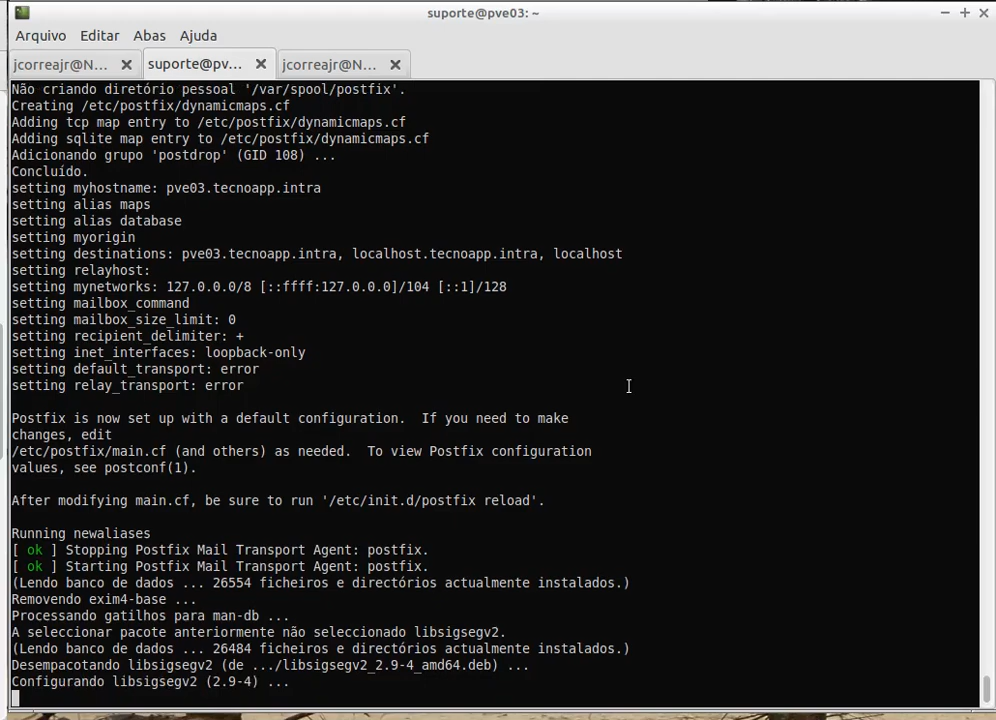 suporte@pve03: ~
Arquivo Editar Abas Ajuda
jcorreajr@N... suporte@pv... jcorreajr@N...
Não criando diretório pessoal '/var/spool/postfix'.
Creating /etc/postfix/dynamicmaps.cf
Adding tcp map entry to /etc/postfix/dynamicmaps.cf
Adding sqlite map entry to /etc/postfix/dynamicmaps.cf
Adicionando grupo 'postdrop' (GID 108) ...
Concluído.
setting myhostname: pve03.tecnoapp.intra
setting alias maps
setting alias database
setting myorigin
setting destinations: pve03.tecnoapp.intra, localhost.tecnoapp.intra, localhost
setting relayhost:
setting mynetworks: 127.0.0.0/8 [::ffff:127.0.0.0]/104 [::1]/128
setting mailbox_command
setting mailbox_size_limit: 0
setting recipient_delimiter: +
setting inet_interfaces: loopback-only
setting default_transport: error
setting relay_transport: error
Postfix is now set up with a default configuration.  If you need to make
changes, edit
/etc/postfix/main.cf (and others) as needed.  To view Postfix configuration
values, see postconf(1).
After modifying main.cf, be sure to run '/etc/init.d/postfix reload'.
Running newaliases
[ ok ] Stopping Postfix Mail Transport Agent: postfix.
[ ok ] Starting Postfix Mail Transport Agent: postfix.
(Lendo banco de dados ... 26554 ficheiros e directórios actualmente instalados.)
Removendo exim4-base ...
Processando gatilhos para man-db ...
A seleccionar pacote anteriormente não seleccionado libsigsegv2.
(Lendo banco de dados ... 26484 ficheiros e directórios actualmente instalados.)
Desempacotando libsigsegv2 (de .../libsigsegv2_2.9-4_amd64.deb) ...
Configurando libsigsegv2 (2.9-4) ...